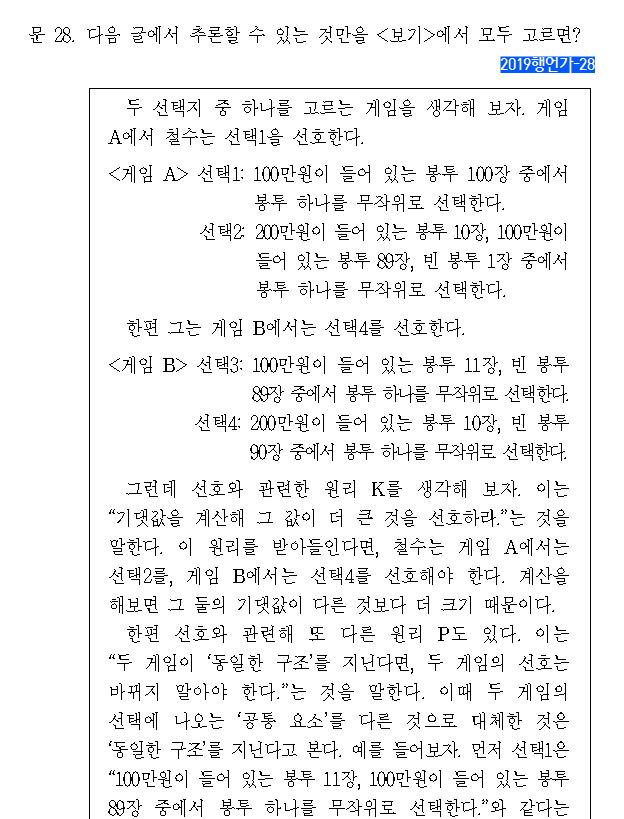 문 28. 다음 글에서 추론할 수 있는 것만을 <보기>에서 모두 고르면?
2019행언가-28
두 선택지 중 하나를 고르는 게임을 생각해 보자. 게임
A에서 철수는 선택1을 선호한다.
<게임 A> 선택1: 100만원이 들어 있는 봉투 100장 중에서
봉투 하나를 무작위로 선택한다.
선택2: 200만원이 들어 있는 봉투 10장, 100만원이
들어 있는 봉투 89장, 빈 봉투 1장 중에서
봉투 하나를 무작위로 선택한다.
한편 그는 게임 B에서는 선택4를 선호한다.
<게임 B> 선택3: 100만원이 들어 있는 봉투 11장, 빈 봉투
89장 중에서 봉투 하나를 무작위로 선택한다.
선택4: 200만원이 들어 있는 봉투 10장, 빈 봉투
90장 중에서 봉투 하나를 무작위로 선택한다.
그런데 선호와 관련한 원리 K를 생각해 보자. 이는
“기댓값을 계산해 그 값이 더 큰 것을 선호하라.”는 것을
말한다. 이 원리를 받아들인다면, 철수는 게임 A에서는
선택2를, 게임 B에서는 선택4를 선호해야 한다. 계산을
해보면 그 둘의 기댓값이 다른 것보다 더 크기 때문이다.
한편 선호와 관련해 또 다른 원리 P도 있다. 이는
“두 게임이 ‘동일한 구조’를 지닌다면, 두 게임의 선호는
바뀌지 말아야 한다.”는 것을 말한다. 이때 두 게임의
선택에 나오는 ‘공통 요소’를 다른 것으로 대체한 것은
‘동일한 구조’를 지닌다고 본다. 예를 들어보자. 먼저 선택1은
“100만원이 들어 있는 봉투 11장, 100만원이 들어 있는 봉투
89장 중에서 봉투 하나를 무작위로 선택한다.”와 같다는